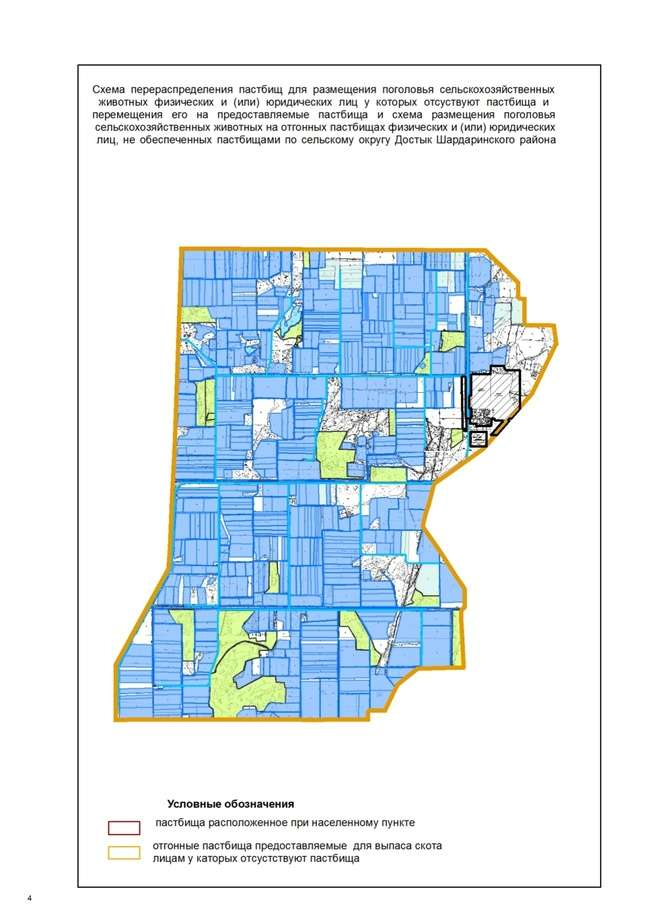 Схема перераспределения пастбищ для размещения поголовья сельскохозяйственных
животных физических и (или) юридических лиц у которых отсуствуют пастбища и
перемещения его на предоставляемые пастбища и схема размещения поголовья
сельскохозяйственных животных на отгонных пастбищах физических и (или) юридических
лиц, не обеспеченных пастбищами по сельскому округу Достык Шардаринского района
Условные обозначения
пастбища расположенное при населенному пункте
отгонные пастбища предоставляемые для выпаса скота
лицам у каторых отсустствуют пастбища
4